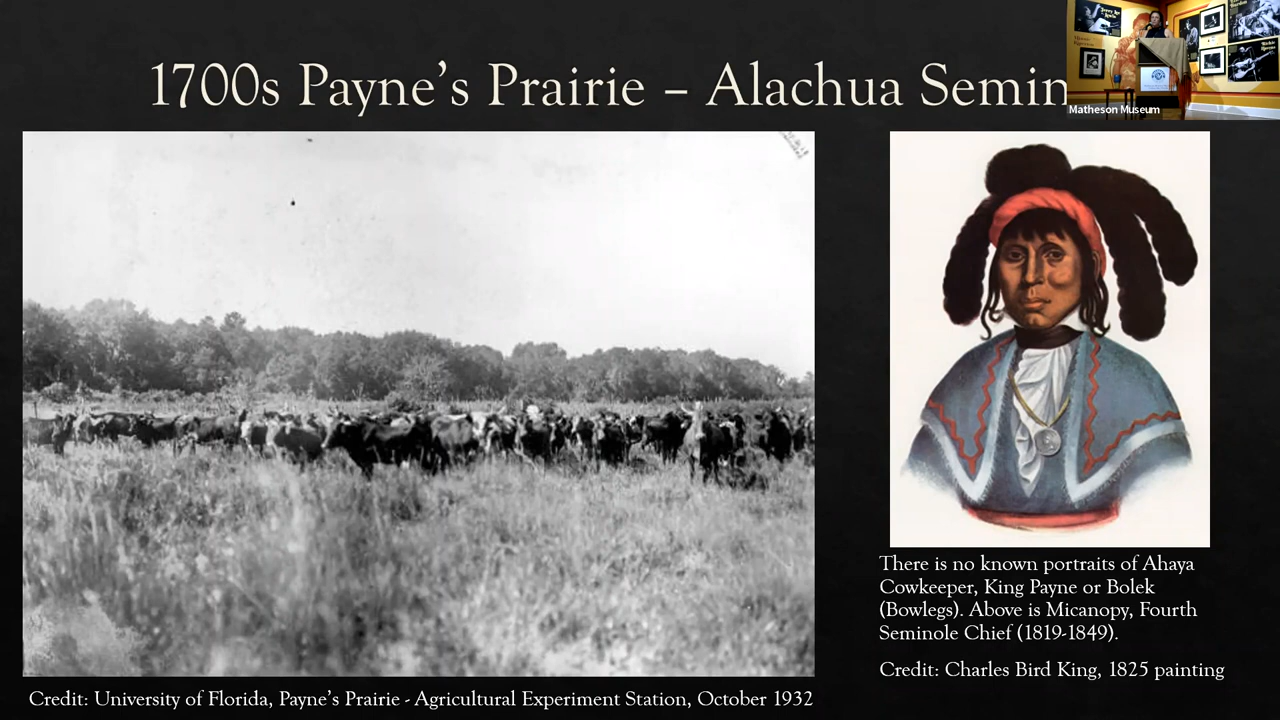 1700s Payne's Prairie – Alachua Semin
Matheson Museum
There is no known portraits of Ahaya
Cowkeeper, King Payne or Bolek
(Bowlegs). Above is Micanopy, Fourth
Seminole Chief (1819-1849).
Credit: Charles Bird King, 1825 painting
Credit: University of Florida, Payne's Prairie - Agricultural Experiment Station, October 1932